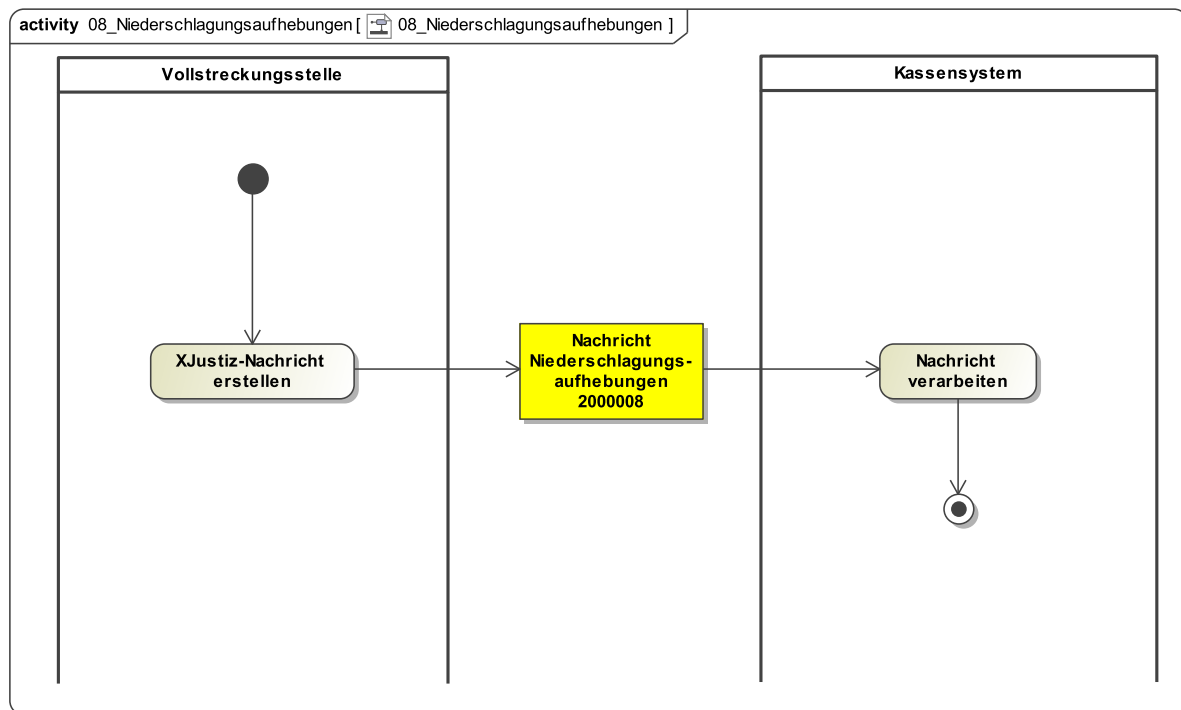 activity 08_Niederschlagungsaufhebungen [ 08_Niederschlagungsaufhebungen ]
Vollstreckungsstelle
Kassensystem
XJustiz-Nachricht
erstellen
Nachricht
Niederschlagungs-
aufhebungen
2000008
Nachricht
verarbeiten